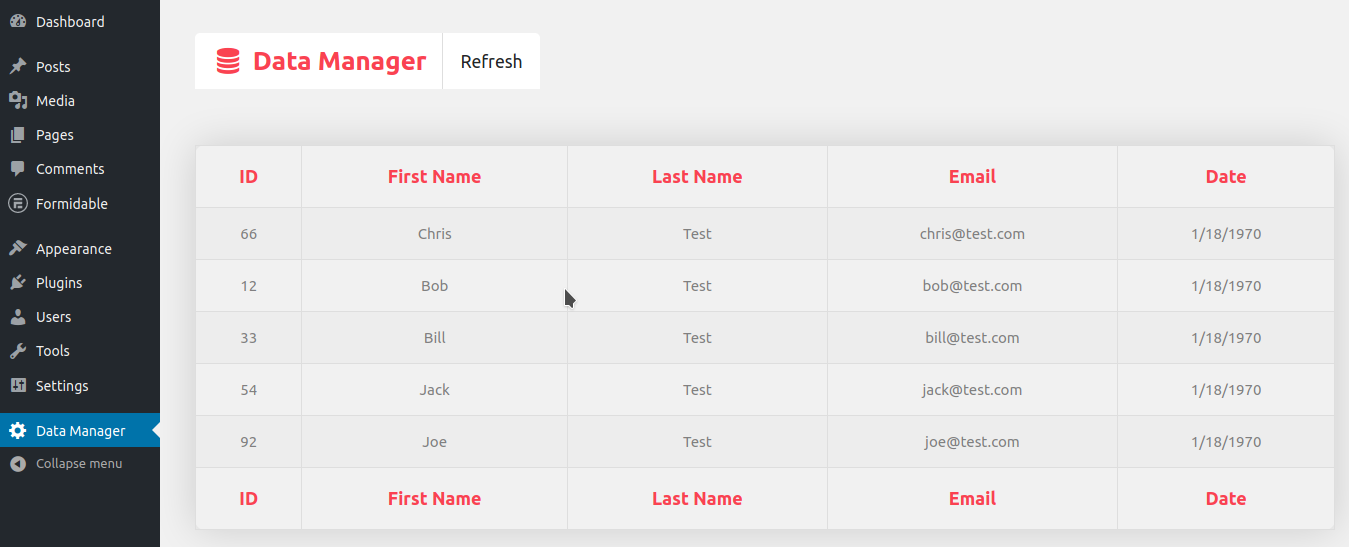 Dashboard
Posts
Media
Pages
Comments
Formidable
Appearance
Plugins
Users
Tools
Settings
Data Manager
Collapse menu
Data Manager Refresh
ID First Name Last Name Email Date
66 Chris Test chris@test.com 1/18/1970
12 Bob Test bob@test.com 1/18/1970
33 Bill Test bill@test.com 1/18/1970
54 Jack Test jack@test.com 1/18/1970
92 Joe Test joe@test.com 1/18/1970
ID First Name Last Name Email Date